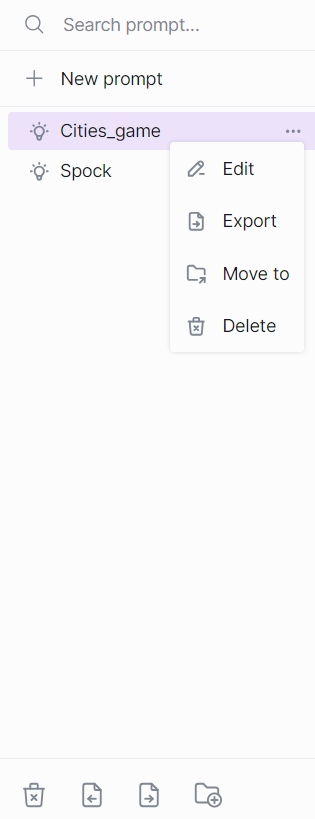 Search prompt...
New prompt
Cities_game
Spock
Edit
Export
Move to
Delete